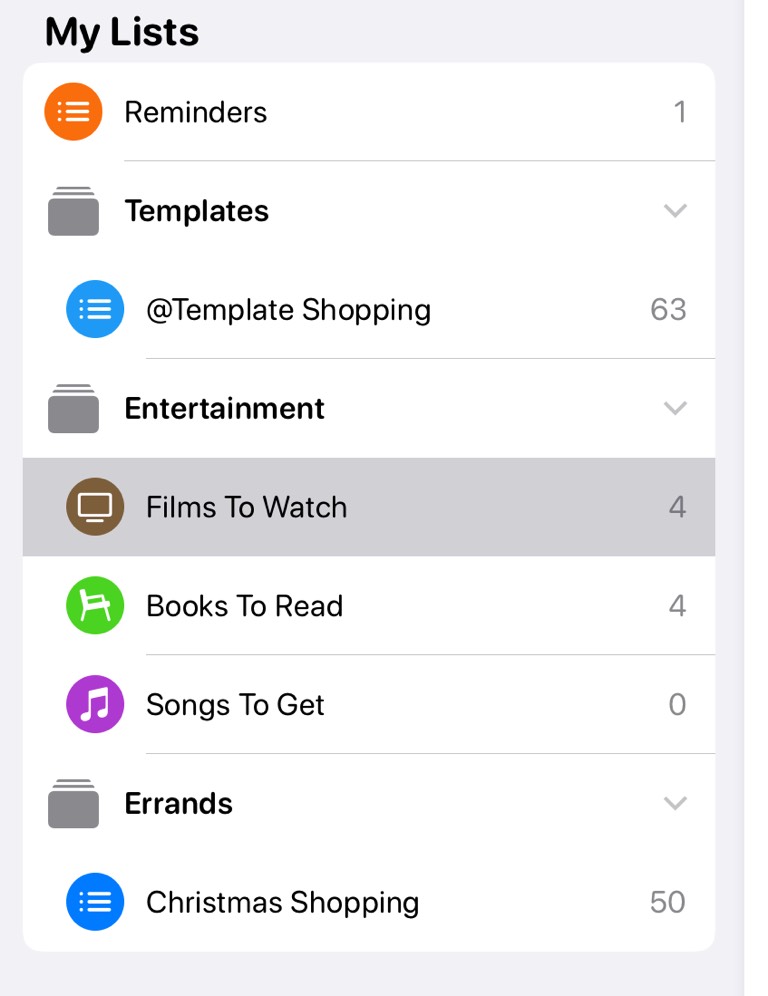 My Lists
Reminders 1
Templates
@Template Shopping 63
Entertainment
Films To Watch 4
Books To Read 4
Songs To Get 0
Errands
Christmas Shopping 50